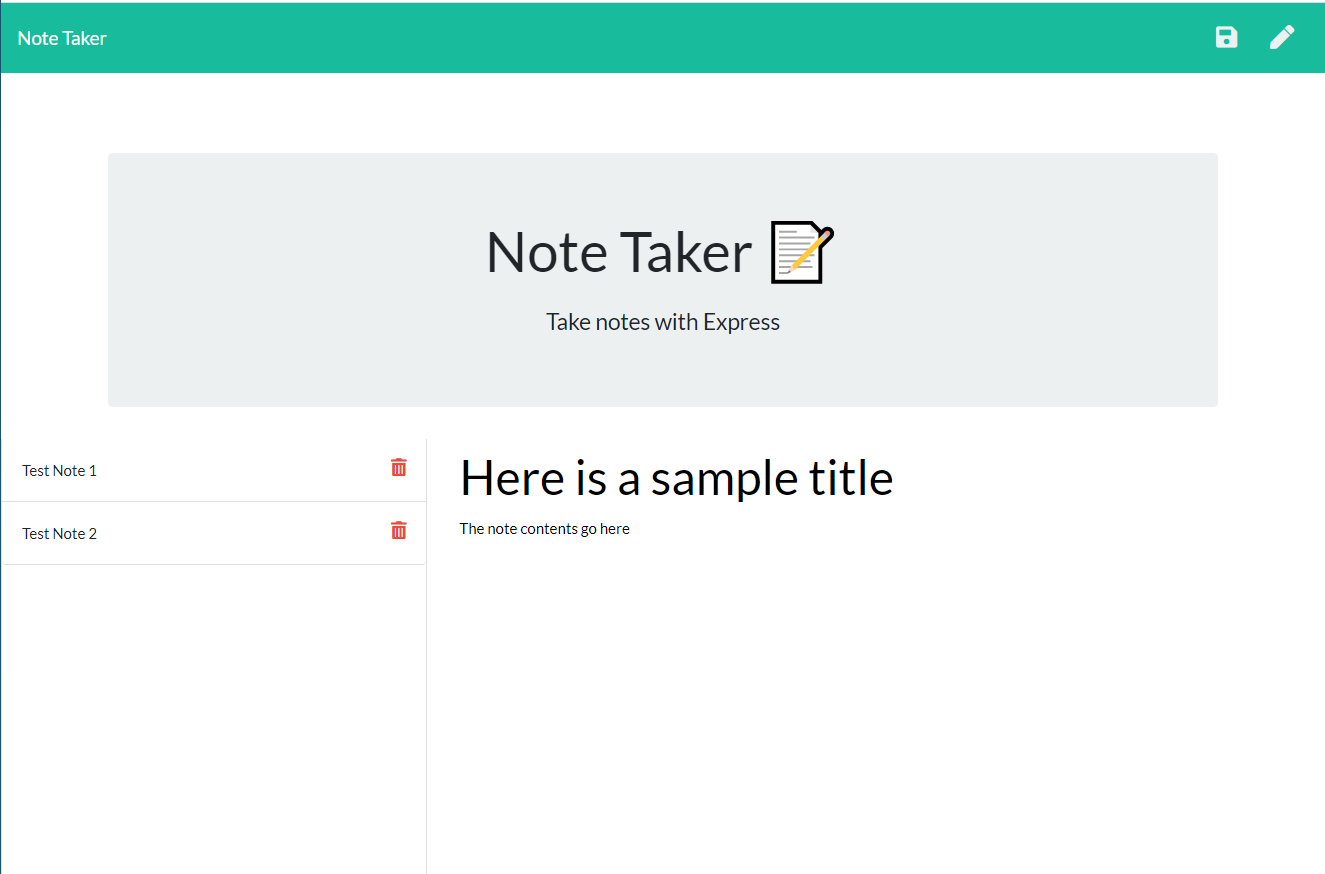 Note Taker
Note Taker
Take notes with Express
Test Note 1
Test Note 2
Here is a sample title
The note contents go here